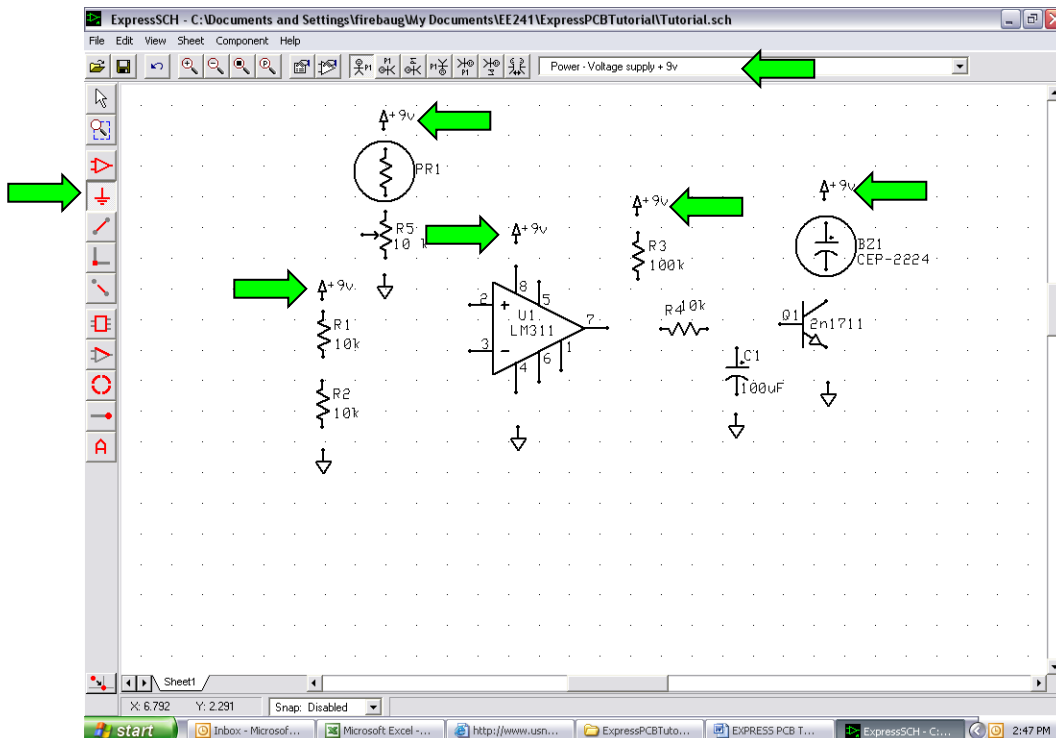 ExpressSCH - C:\Documents and Settings\firebaug\My Documents\EE241\ExpressPCBTutorial\Tutorial.sch
File Edit View Sheet Component Help
P1 P1 P1 P1 Power - Voltage supply + 9v
+9v
PR1
+9v
+9v
R5
10 k
+9v
R3
100k
BZ1
CEP-2224
+9v
8
5
2
+
U1
LM311
7
3
-
1
6
4
R1
10k
R4 10k
Q1
2n1711
C1
100uF
R2
10k
A
Sheet1
X: 6.792 Y: 2.291 Snap: Disabled
start Inbox - Microsof... Microsoft Excel -... http://www.usn... ExpressPCBTuto... EXPRESS PCB T... ExpressSCH - C:... 2:47 PM